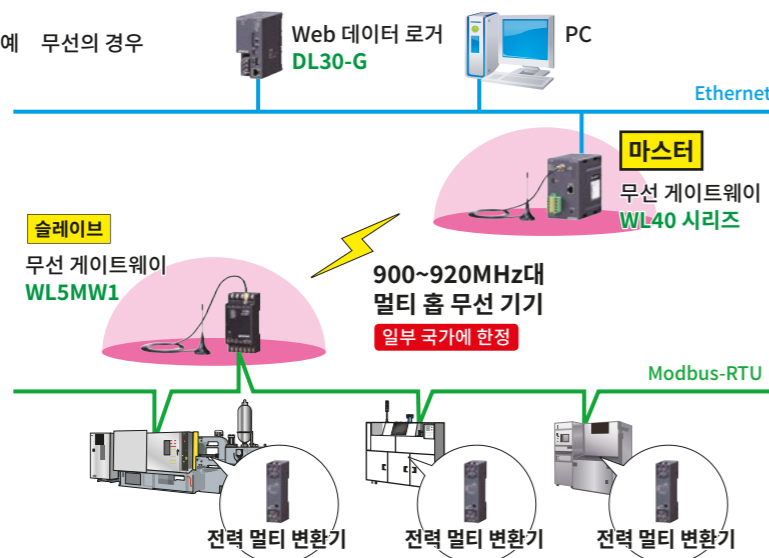 예 무선의 경우
Web 데이터 로거
DL30-G
PC
Ethernet
마스터
무선 게이트웨이
WL40 시리즈
슬레이브
무선 게이트웨이
WL5MW1
900~920MHz대
멀티 홉 무선 기기
일부 국가에 한정
Modbus-RTU
전력 멀티 변환기
전력 멀티 변환기
전력 멀티 변환기